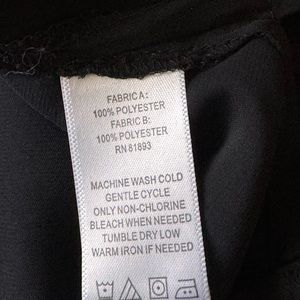 FABRIC A:
100% POLYESTER
FABRIC B:
100% POLYESTER
RN 81893
MACHINE WASH COLD
GENTLE CYCLE
ONLY NON-CHLORINE
BLEACH WHEN NEEDED
TUMBLE DRY LOW
WARM IRON IF NEEDED